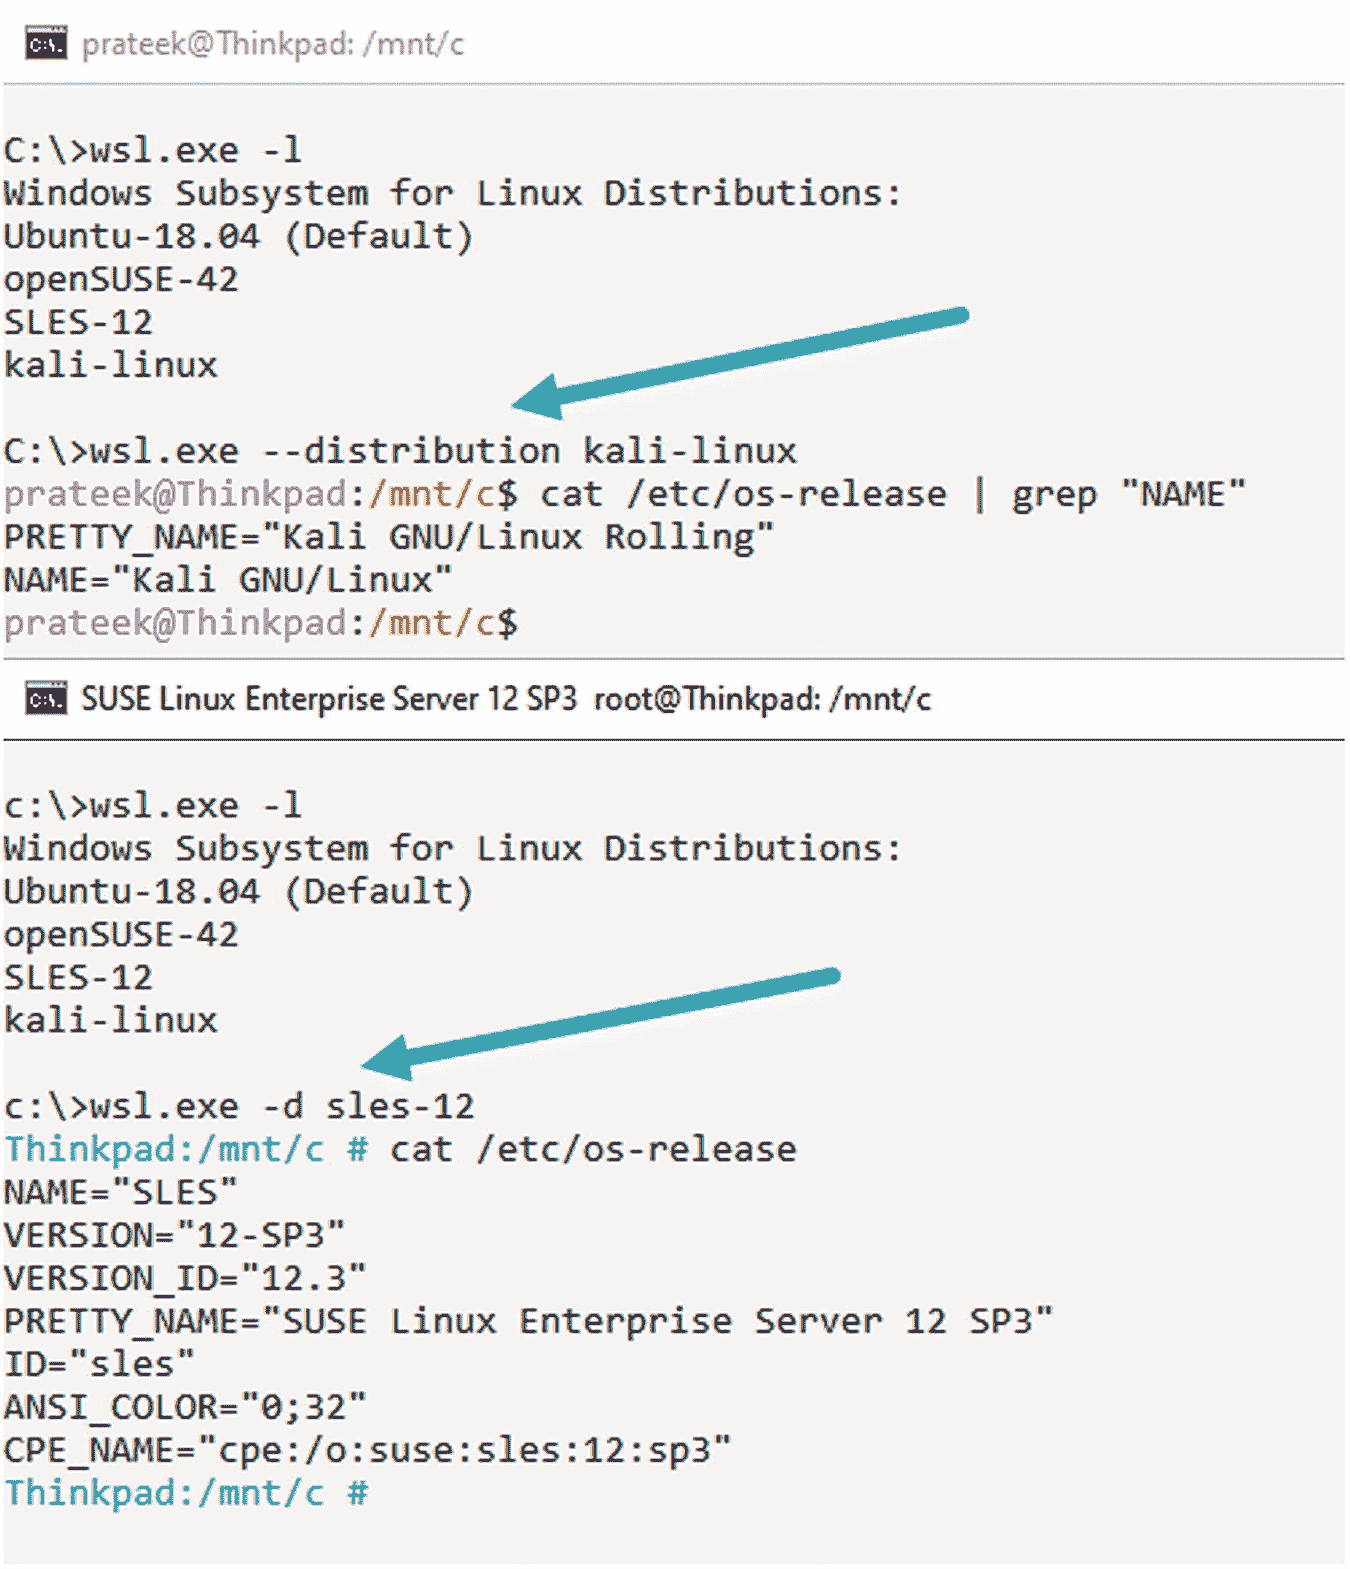 prateek@Thinkpad: /mnt/c
C:\>wsl.exe -l
Windows Subsystem for Linux Distributions:
Ubuntu-18.04 (Default)
openSUSE-42
SLES-12
kali-linux
C:\>wsl.exe --distribution kali-linux
prateek@Thinkpad:/mnt/c$ cat /etc/os-release | grep "NAME"
PRETTY_NAME="Kali GNU/Linux Rolling"
NAME="Kali GNU/Linux"
prateek@Thinkpad:/mnt/c$
SUSE Linux Enterprise Server 12 SP3 root@Thinkpad: /mnt/c
c:\>wsl.exe -l
Windows Subsystem for Linux Distributions:
Ubuntu-18.04 (Default)
openSUSE-42
SLES-12
kali-linux
c:\>wsl.exe -d sles-12
Thinkpad:/mnt/c # cat /etc/os-release
NAME="SLES"
VERSION="12-SP3"
VERSION_ID="12.3"
PRETTY_NAME="SUSE Linux Enterprise Server 12 SP3"
ID="sles"
ANSI_COLOR="0;32"
CPE_NAME="cpe:/o:suse:sles:12:sp3"
Thinkpad:/mnt/c #